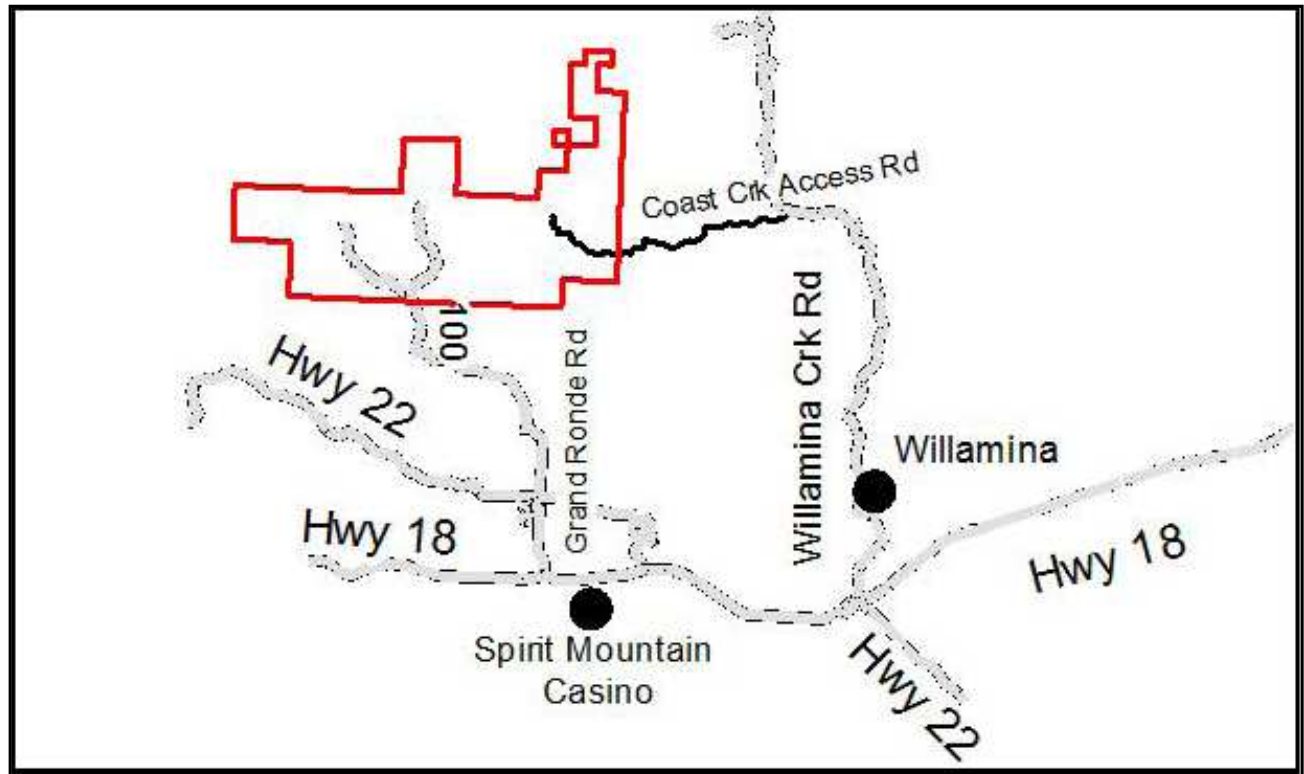 Coast Crk Access Rd
100
Hwy 22
Grand Ronde Rd
Willamina Crk Rd
Willamina
Hwy 18
Hwy 18
Spirit Mountain
Casino
Hwy 22